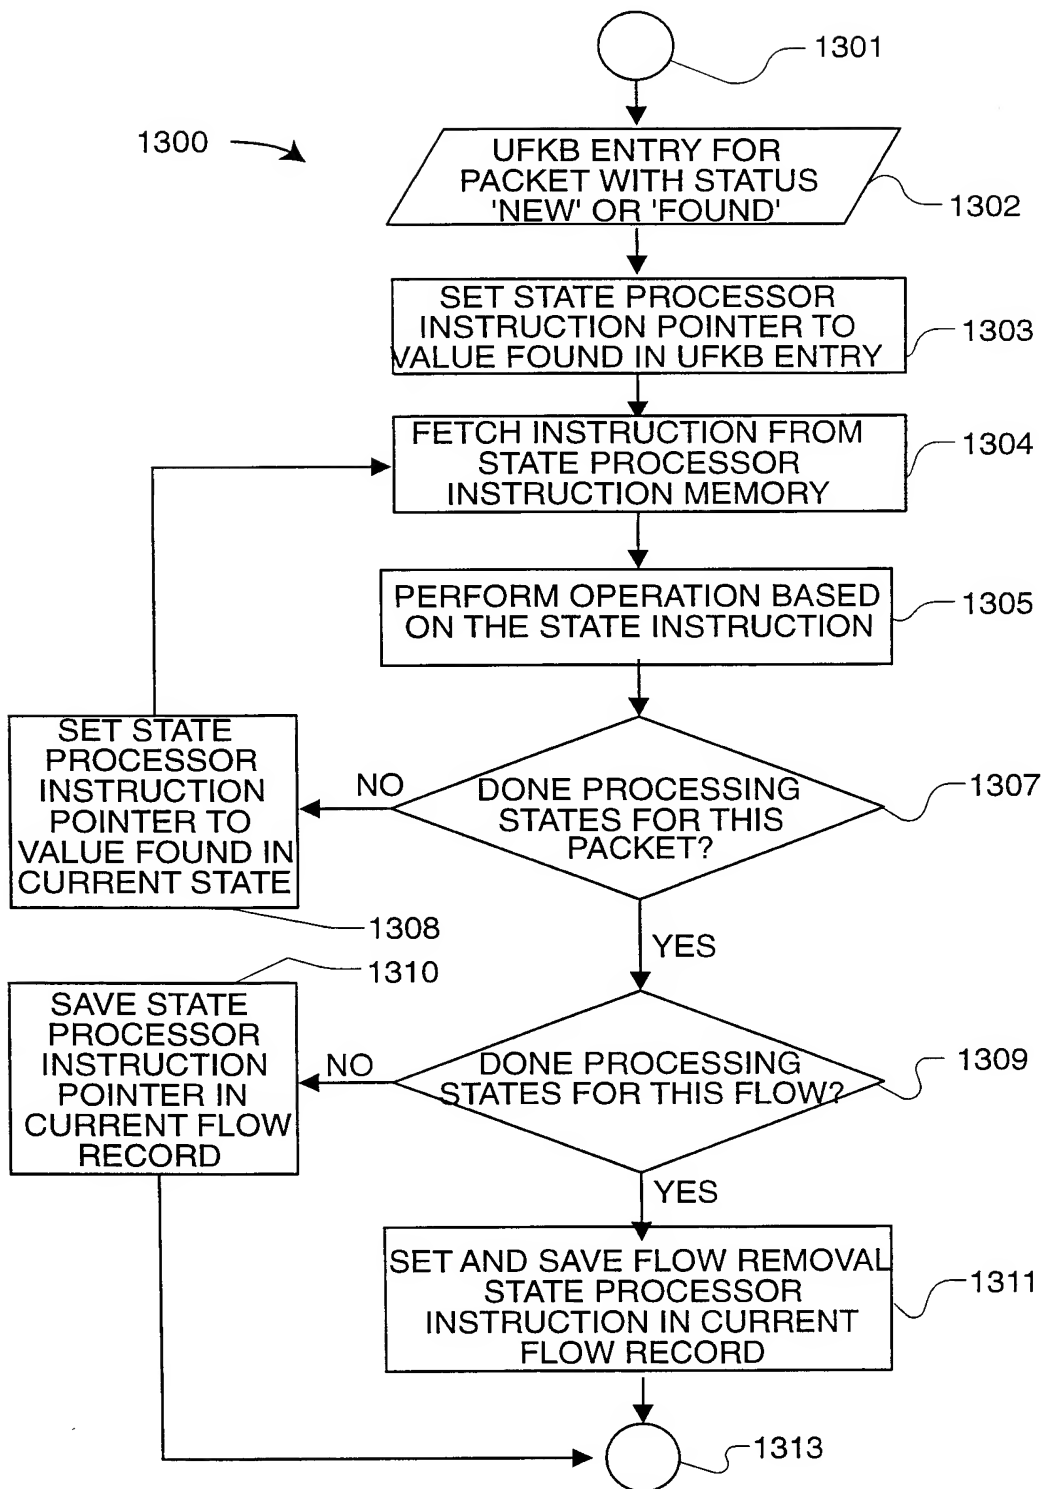 1301
1300
UFKB ENTRY FOR
PACKET WITH STATUS
'NEW' OR 'FOUND'
1302
SET STATE PROCESSOR
INSTRUCTION POINTER TO
VALUE FOUND IN UFKB ENTRY
1303
FETCH INSTRUCTION FROM
STATE PROCESSOR
INSTRUCTION MEMORY
1304
PERFORM OPERATION BASED
ON THE STATE INSTRUCTION
1305
SET STATE
PROCESSOR
INSTRUCTION
POINTER TO
VALUE FOUND IN
CURRENT STATE
1308
NO
DONE PROCESSING
STATES FOR THIS
PACKET?
1307
YES
1310
SAVE STATE
PROCESSOR
INSTRUCTION
POINTER IN
CURRENT FLOW
RECORD
NO
DONE PROCESSING
STATES FOR THIS FLOW?
1309
YES
SET AND SAVE FLOW REMOVAL
STATE PROCESSOR
INSTRUCTION IN CURRENT
FLOW RECORD
1311
1313